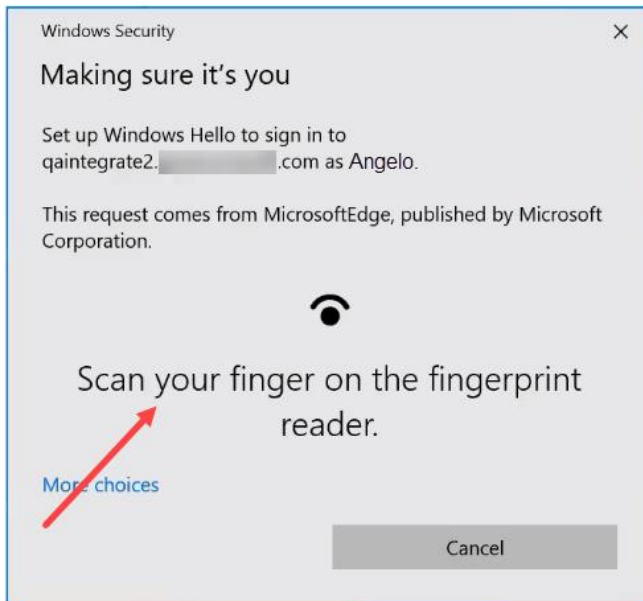 Windows Security
Making sure it's you
Set up Windows Hello to sign in to
qaintegrate2. .com as Angelo.
This request comes from MicrosoftEdge, published by Microsoft
Corporation.
Scan your finger on the fingerprint
reader.
More choices
Cancel